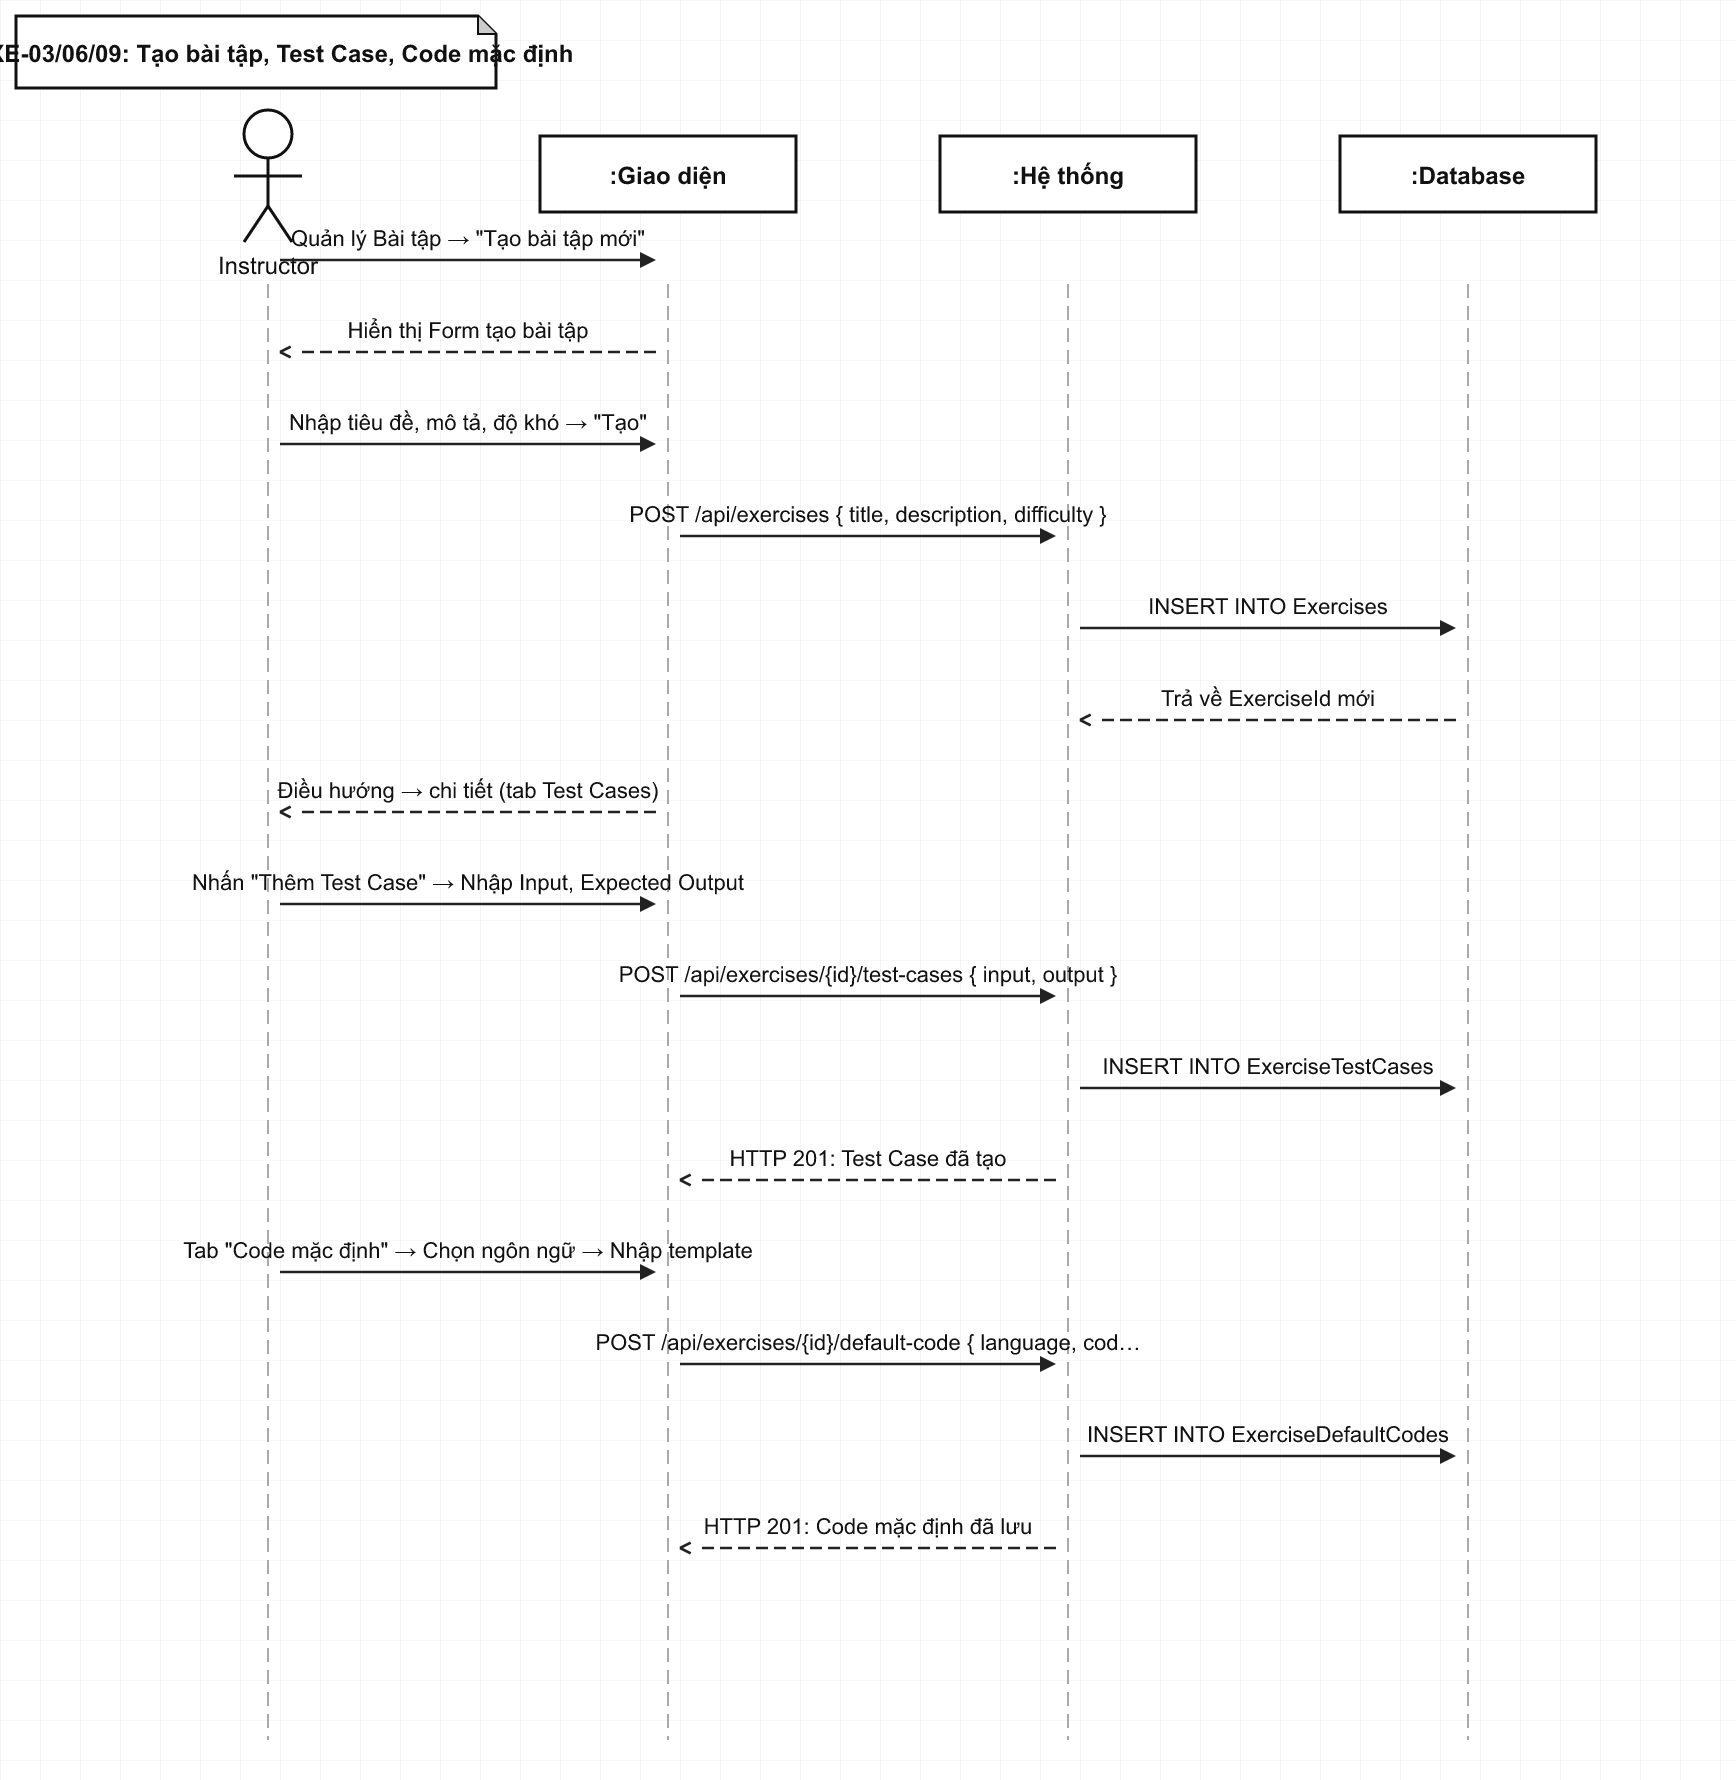 XE-03/06/09: Tạo bài tập, Test Case, Code mặc định
:Giao diện
:Hệ thống
:Database
Quản lý Bài tập → "Tạo bài tập mới"
Instructor
Hiển thị Form tạo bài tập
Nhập tiêu đề, mô tả, độ khó → "Tạo"
POST /api/exercises { title, description, difficulty }
INSERT INTO Exercises
Trả về ExerciseId mới
Điều hướng → chi tiết (tab Test Cases)
Nhấn "Thêm Test Case" → Nhập Input, Expected Output
POST /api/exercises/{id}/test-cases { input, output }
INSERT INTO ExerciseTestCases
HTTP 201: Test Case đã tạo
Tab "Code mặc định" → Chọn ngôn ngữ → Nhập template
POST /api/exercises/{id}/default-code { language, cod…
INSERT INTO ExerciseDefaultCodes
HTTP 201: Code mặc định đã lưu